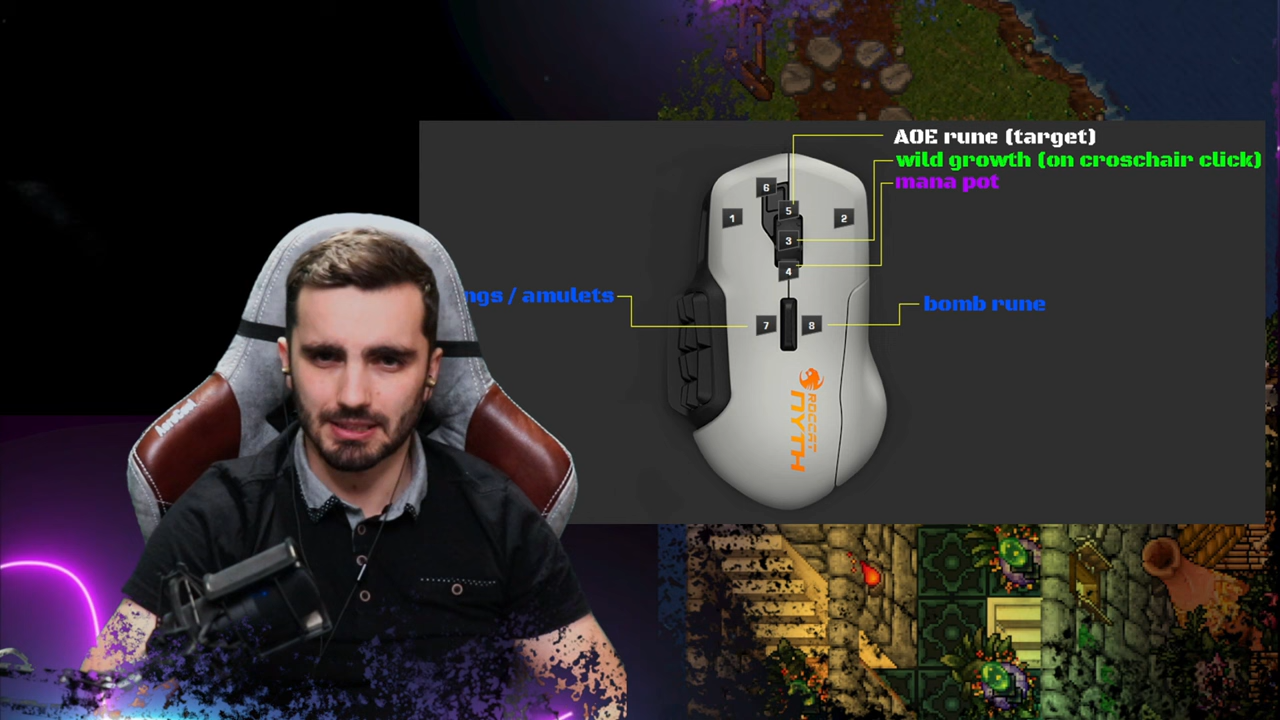 AOE rune (target)
wild growth (on croschair click)
mana pot
6
5
1
2
3
4
ngs / amulets
bomb rune
7
8
ROCCAT
NYTH
AeroCool